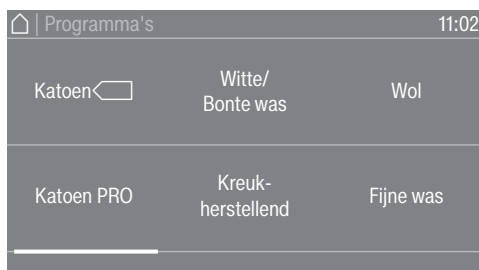 | Programma's 11:02
Katoen
Witte/
Bonte was
Wol
Katoen PRO
Kreuk-
herstellend
Fijne was